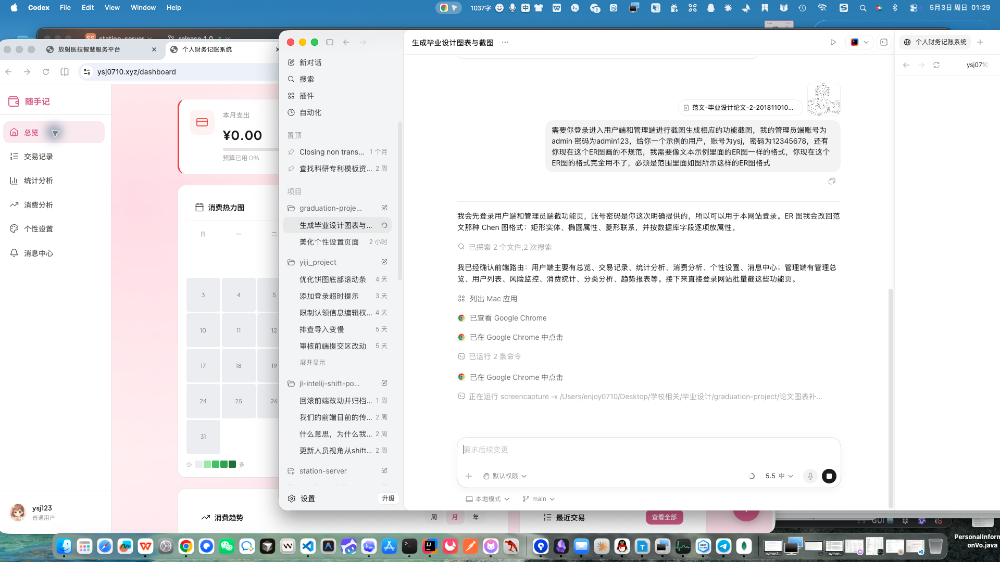 Codex File Edit View Window Help
1037字
5月3日 周日 01:29
station-server
release-1.0
放射医技智慧服务平台
个人财务记账系统
ysj0710.xyz/dashboard
随手记
总览
交易记录
统计分析
消费分析
个性设置
消息中心
ysj123
普通用户
本月支出
¥0.00
预算已用 0%
消费热力图
日 一 二
3 4 5
10 11 12
17 18 19
24 25 26
31
少 多
消费趋势
周 月 年
最近交易
查看全部
新对话
搜索
插件
自动化
置顶
Closing non trans... 1 个月
查找科研专利模板资... 2 周
项目
graduation-proje...
生成毕业设计图表与...
美化个性设置页面 2 小时
yiji_project
优化饼图底部滚动条 4 天
添加登录超时提示 3 天
限制认领信息编辑权... 4 天
排查导入变慢 5 天
审核前端提交区改动 5 天
展开显示
jl-intelij-shift-po...
回滚前端改动并归档... 1 周
我们的前端目前的传... 2 周
什么意思，为什么我... 2 周
更新人员视角从shift... 2 周
station-server
设置
升级
生成毕业设计图表与截图
范文-毕业设计论文-2-201811010...
需要你登录进入用户端和管理端进行截图生成相应的功能截图，我的管理员端账号为
admin 密码为admin123，给你一个示例的用户，账号为ysj，密码为12345678，还有
你现在这个ER图画的不规范，我需要像文本示例里面的ER图一样的格式，你现在这个
ER图的格式完全用不了，必须是范围里面如图所示这样的ER图格式
我会先登录用户端和管理员端截功能页，账号密码是你这次明确提供的，所以可以用于本网站登录。ER 图我会改回范
文那种 Chen 图格式：矩形实体、椭圆属性、菱形联系，并按数据库字段逐项放属性。
已探索 2 个文件,2 次搜索
我已经确认前端路由：用户端主要有总览、交易记录、统计分析、消费分析、个性设置、消息中心；管理端有管理总
览、用户列表、风险监控、消费统计、分类分析、趋势报表等。接下来直接登录网站批量截这些功能页。
列出 Mac 应用
已查看 Google Chrome
已在 Google Chrome 中点击
已运行 2 条命令
已在 Google Chrome 中点击
正在运行 screencapture -x /Users/enjoy0710/Desktop/学校相关/毕业设计/graduation-project/论文图表补...
要求后续变更
默认权限
5.5 中
本地模式
main
个人财务记账系统
ysj0710
GUI
PersonalInform
onVo.java